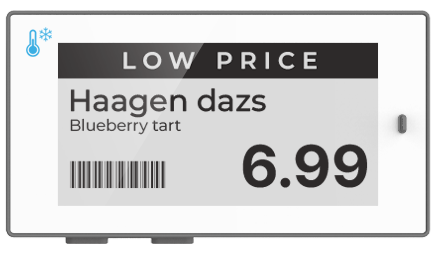 LOW PRICE
Haagen dazs
Blueberry tart
6.99